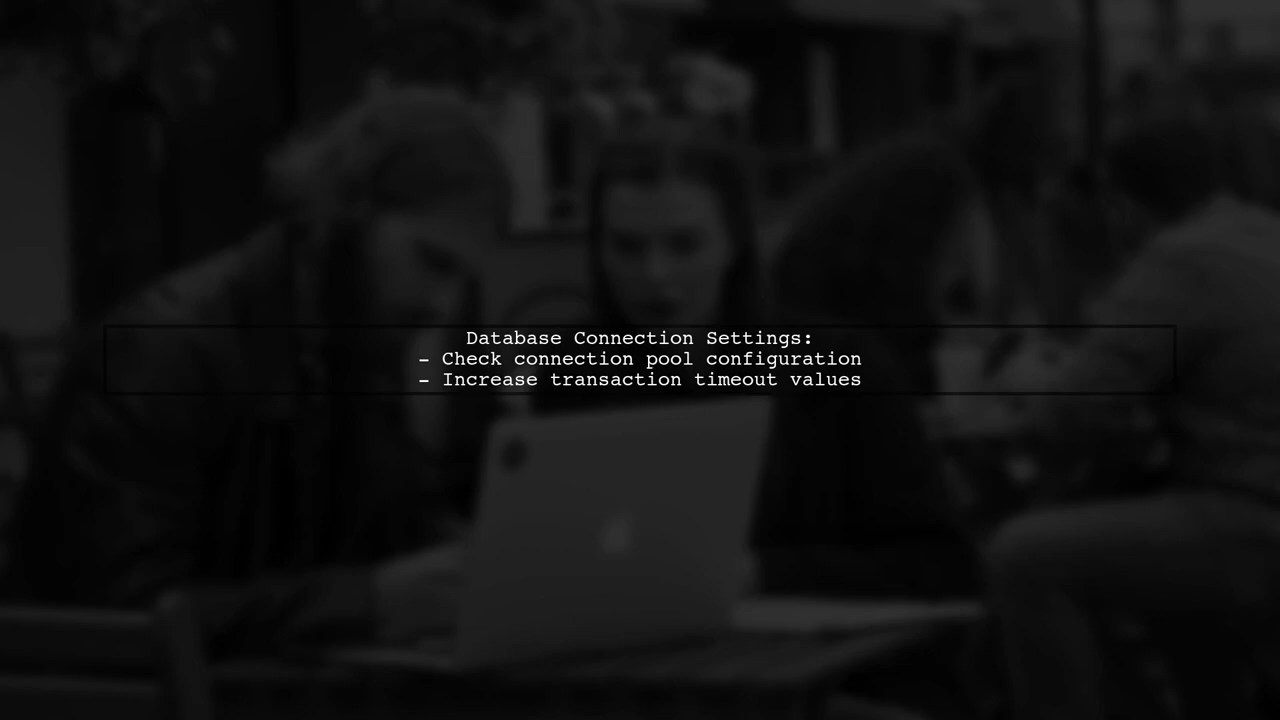 Database Connection Settings:
- Check connection pool configuration
- Increase transaction timeout values